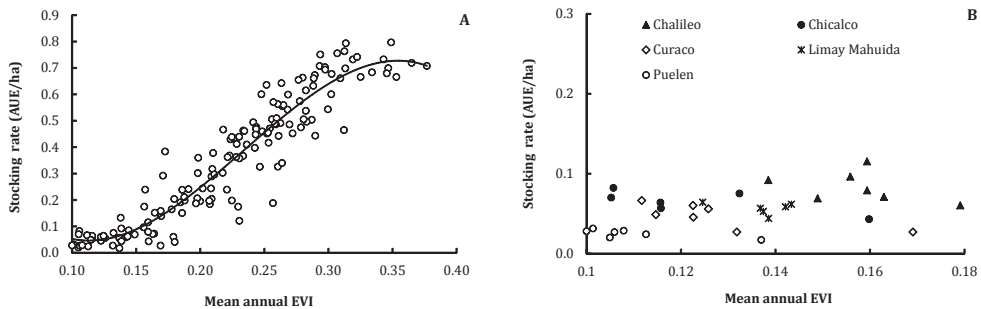 A
Stocking rate (AUE/ha)
0.9
0.8
0.7
0.6
0.5
0.4
0.3
0.2
0.1
0.0
0.10 0.15 0.20 0.25 0.30 0.35 0.40
Mean annual EVI
B
Stocking rate (AUE/ha)
0.3
0.2
0.1
0.0
Chalileo Chicalco
Curaco Limay Mahuida
Puelen
0.1 0.12 0.14 0.16 0.18
Mean annual EVI